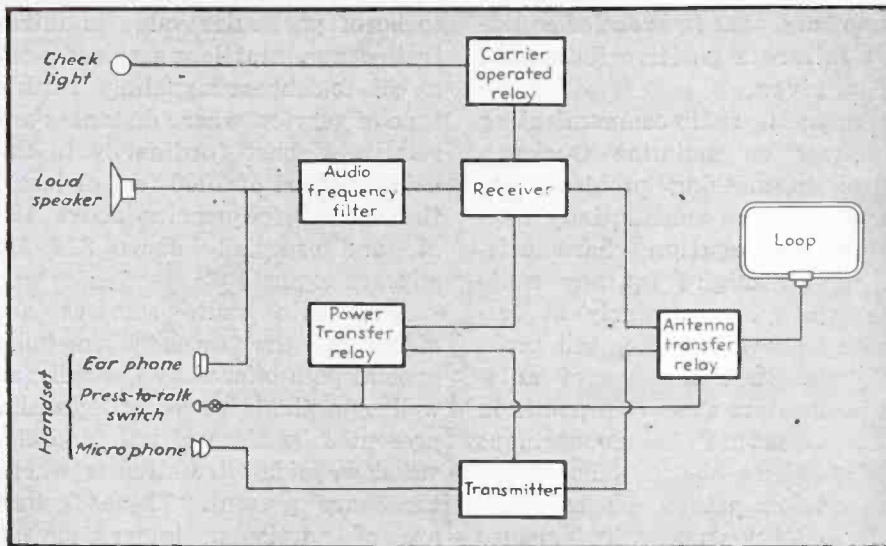 Check
light
Carrier
operated
relay
Loud
speaker
Audio
frequency
filter
Receiver
Loop
Power
Transfer
relay
Antenna
transfer
relay
Handset
Ear phone
Press-to-talk
switch
Microphone
Transmitter